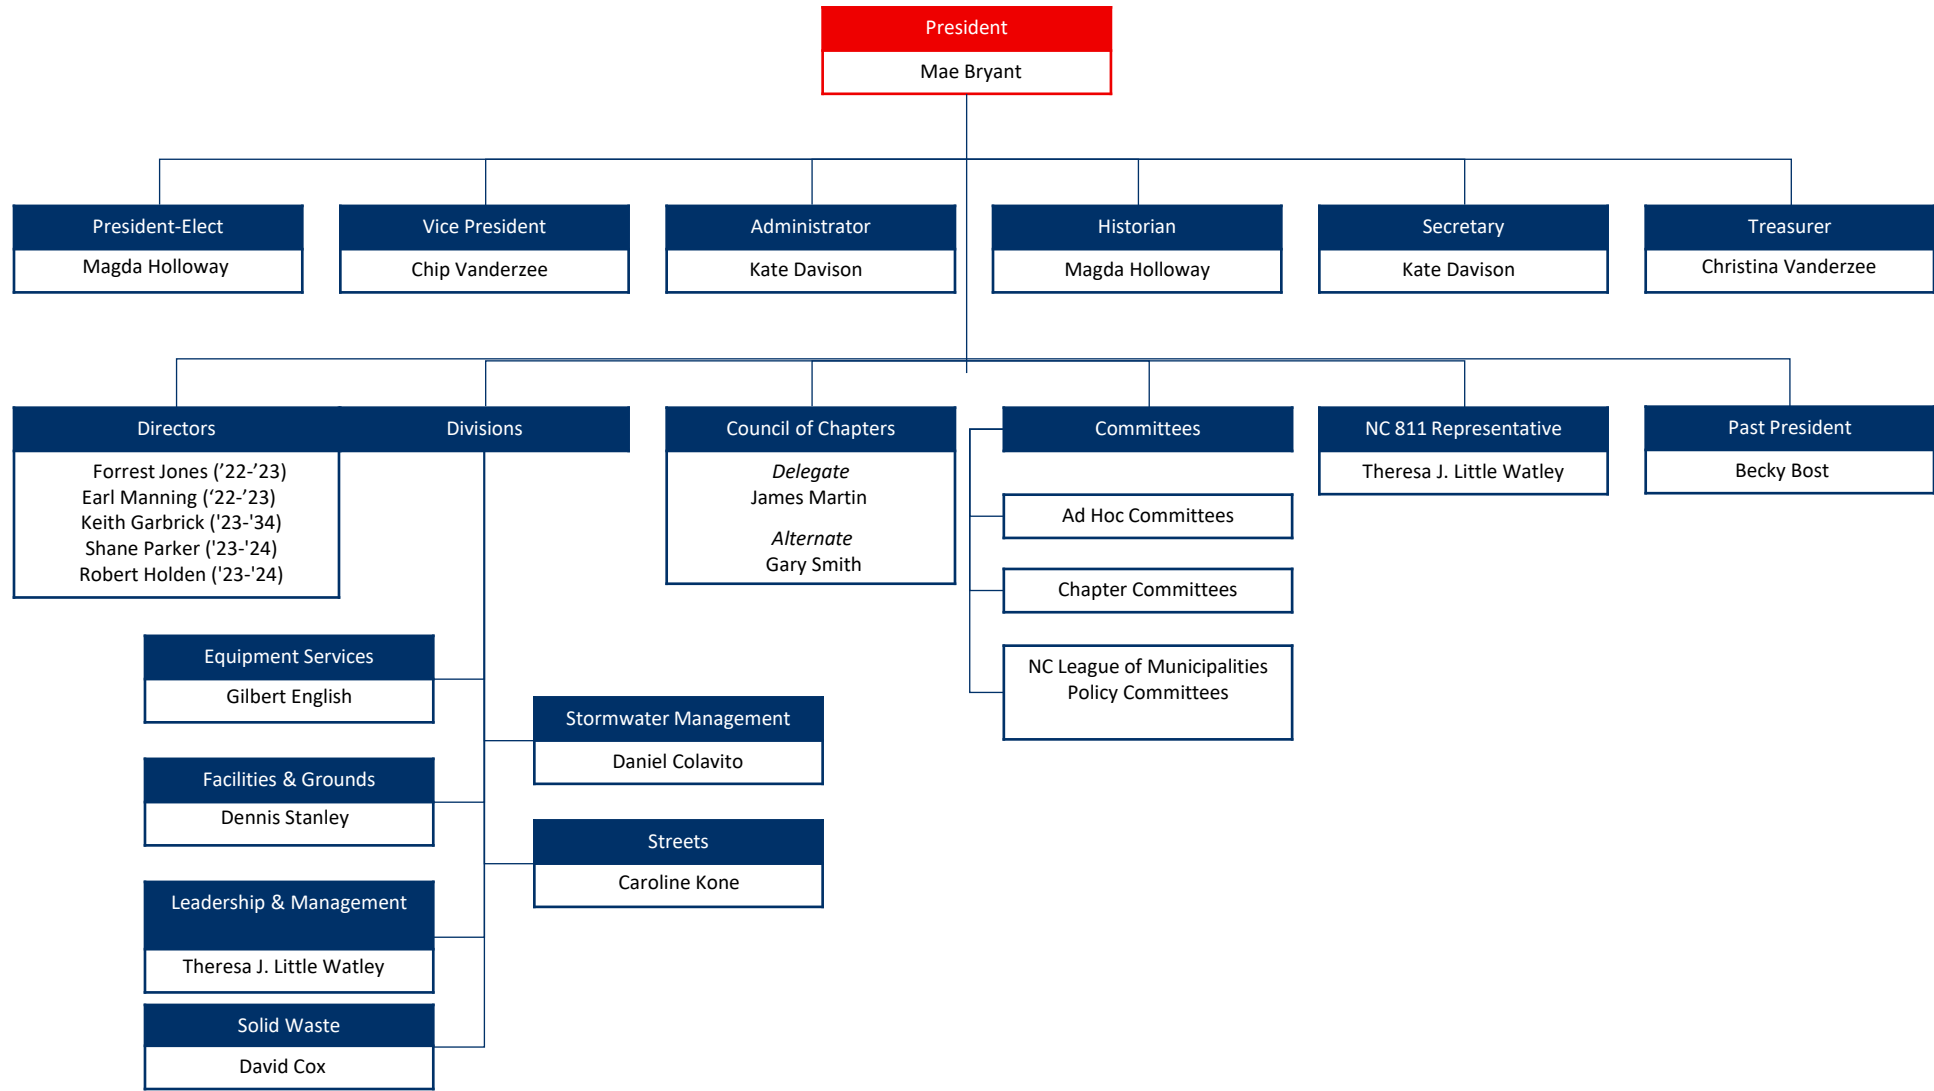 President
Mae Bryant
President-Elect
Magda Holloway
Vice President
Chip Vanderzee
Administrator
Kate Davison
Historian
Magda Holloway
Secretary
Kate Davison
Treasurer
Christina Vanderzee
Directors
Forrest Jones (’22-’23)
Earl Manning (‘22-’23)
Keith Garbrick ('23-'34)
Shane Parker ('23-'24)
Robert Holden ('23-'24)
Divisions
Equipment Services
Gilbert English
Facilities & Grounds
Dennis Stanley
Leadership & Management
Theresa J. Little Watley
Solid Waste
David Cox
Stormwater Management
Daniel Colavito
Streets
Caroline Kone
Council of Chapters
Delegate
James Martin
Alternate
Gary Smith
Committees
Ad Hoc Committees
Chapter Committees
NC League of Municipalities
Policy Committees
NC 811 Representative
Theresa J. Little Watley
Past President
Becky Bost